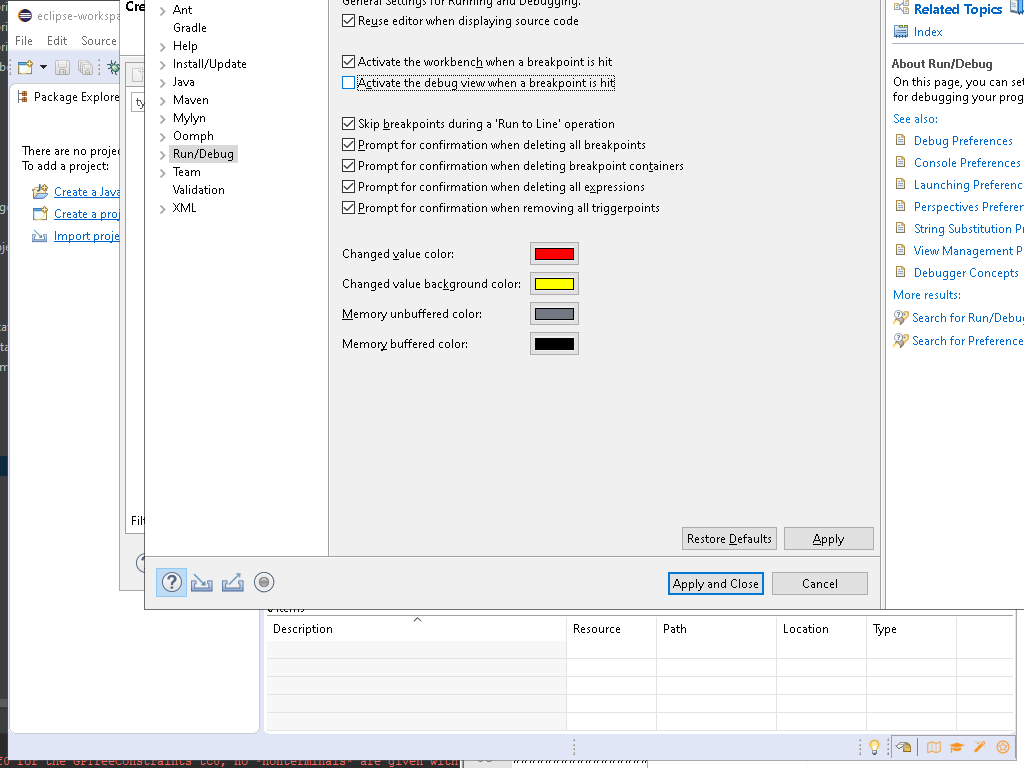 eclipse-workspa
File Edit Source
Package Explore
There are no projec
To add a project:
Create a Java
Create a proj
Import proje
Cre
ty
Filt
Ant
Gradle
Help
Install/Update
Java
Maven
Mylyn
Oomph
Run/Debug
Team
Validation
XML
General Settings for Running and Debugging.
Reuse editor when displaying source code
Activate the workbench when a breakpoint is hit
Activate the debug view when a breakpoint is hit
Skip breakpoints during a 'Run to Line' operation
Prompt for confirmation when deleting all breakpoints
Prompt for confirmation when deleting breakpoint containers
Prompt for confirmation when deleting all expressions
Prompt for confirmation when removing all triggerpoints
Changed value color:
Changed value background color:
Memory unbuffered color:
Memory buffered color:
Restore Defaults Apply
Apply and Close Cancel
Related Topics
Index
About Run/Debug
On this page, you can set
for debugging your prog
See also:
Debug Preferences
Console Preferences
Launching Preferenc
Perspectives Preferer
String Substitution Pr
View Management P
Debugger Concepts
More results:
Search for Run/Debug
Search for Preference
items
Description Resource Path Location Type
for the GPTreeConstraints tc0, no *nonterminals* are given with